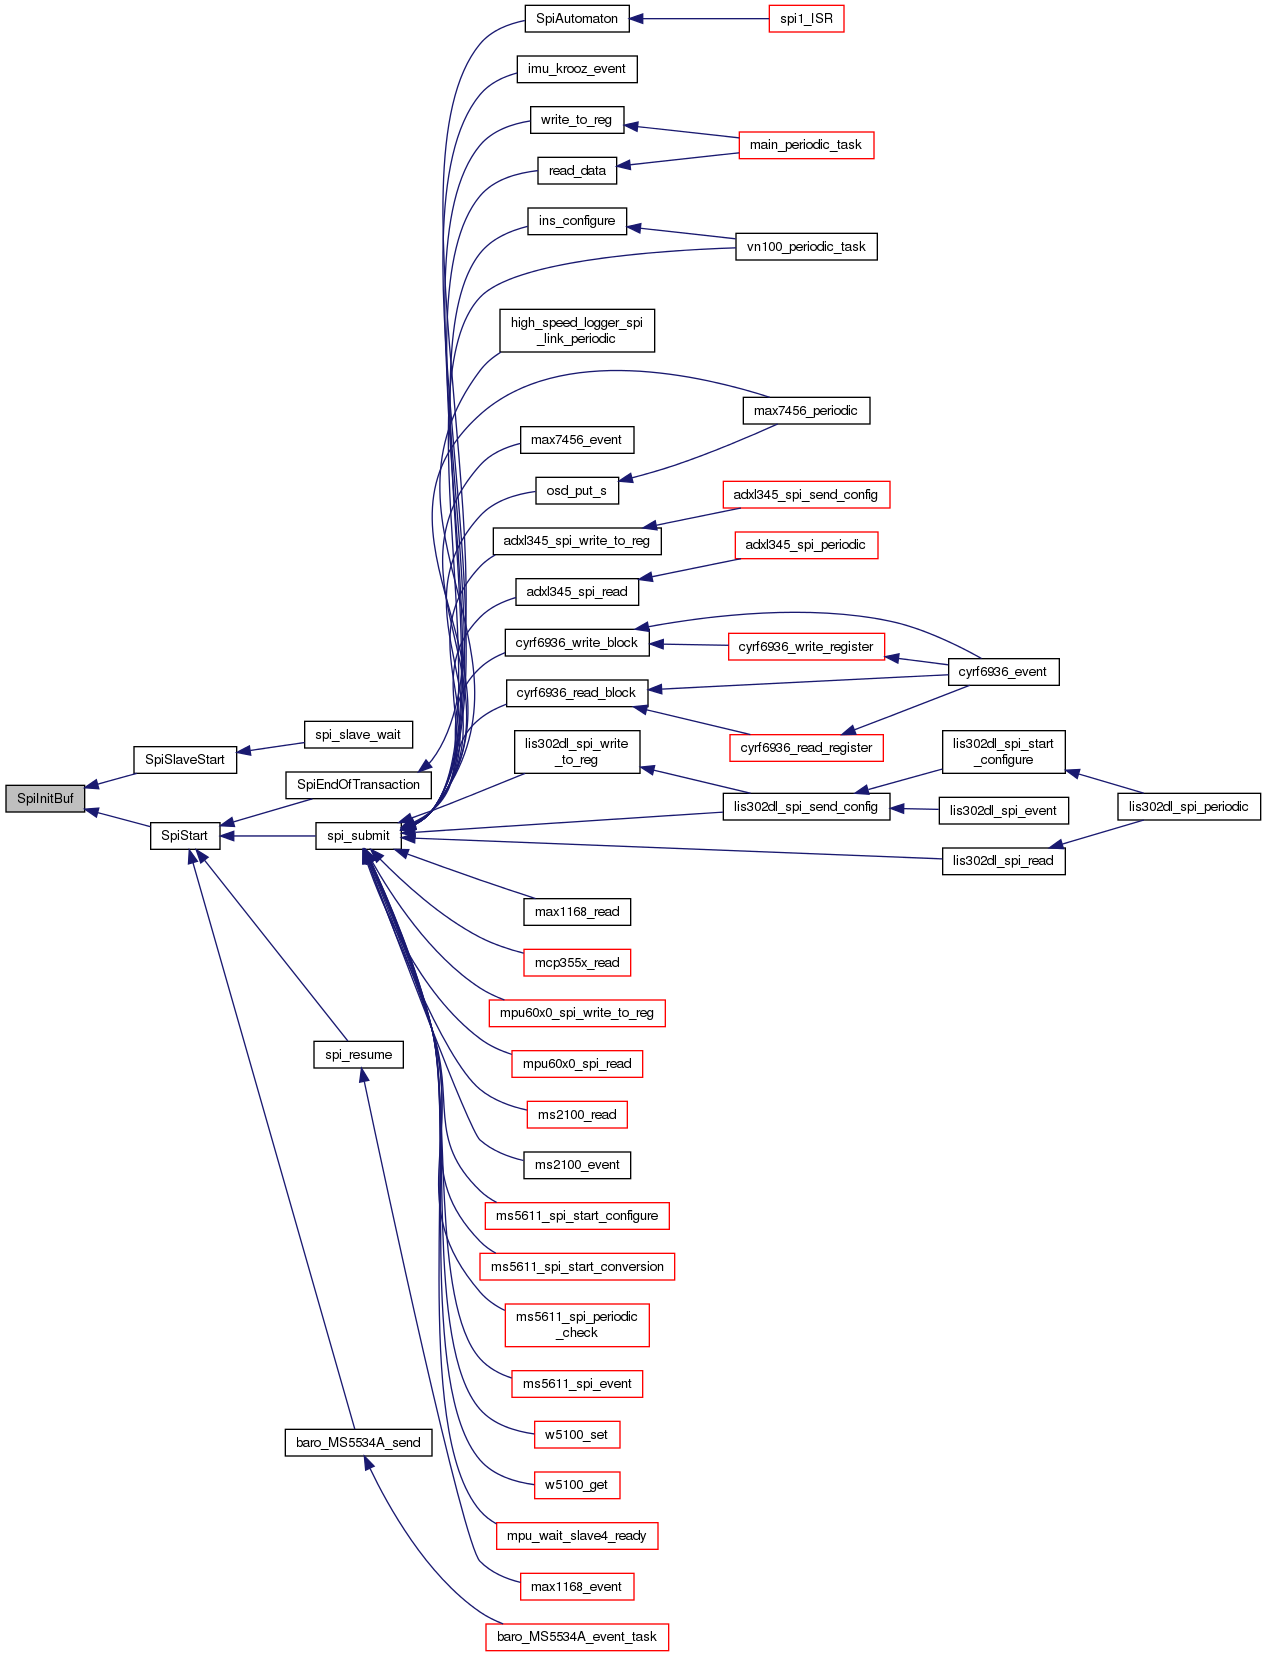 SpiAutomaton
spi1_ISR
imu_krooz_event
write_to_reg
main_periodic_task
read_data
ins_configure
vn100_periodic_task
high_speed_logger_spi
_link_periodic
max7456_periodic
max7456_event
osd_put_s
adxl345_spi_send_config
adxl345_spi_write_to_reg
adxl345_spi_periodic
adxl345_spi_read
cyrf6936_write_block
cyrf6936_write_register
cyrf6936_event
cyrf6936_read_block
cyrf6936_read_register
spi_slave_wait
SpiSlaveStart
lis302dl_spi_write
_to_reg
lis302dl_spi_start
_configure
SpiEndOfTransaction
SpiInitBuf
lis302dl_spi_send_config
lis302dl_spi_event
lis302dl_spi_periodic
SpiStart
spi_submit
lis302dl_spi_read
max1168_read
mcp355x_read
mpu60x0_spi_write_to_reg
spi_resume
mpu60x0_spi_read
ms2100_read
ms2100_event
ms5611_spi_start_configure
ms5611_spi_start_conversion
ms5611_spi_periodic
_check
ms5611_spi_event
w5100_set
baro_MS5534A_send
w5100_get
mpu_wait_slave4_ready
max1168_event
baro_MS5534A_event_task